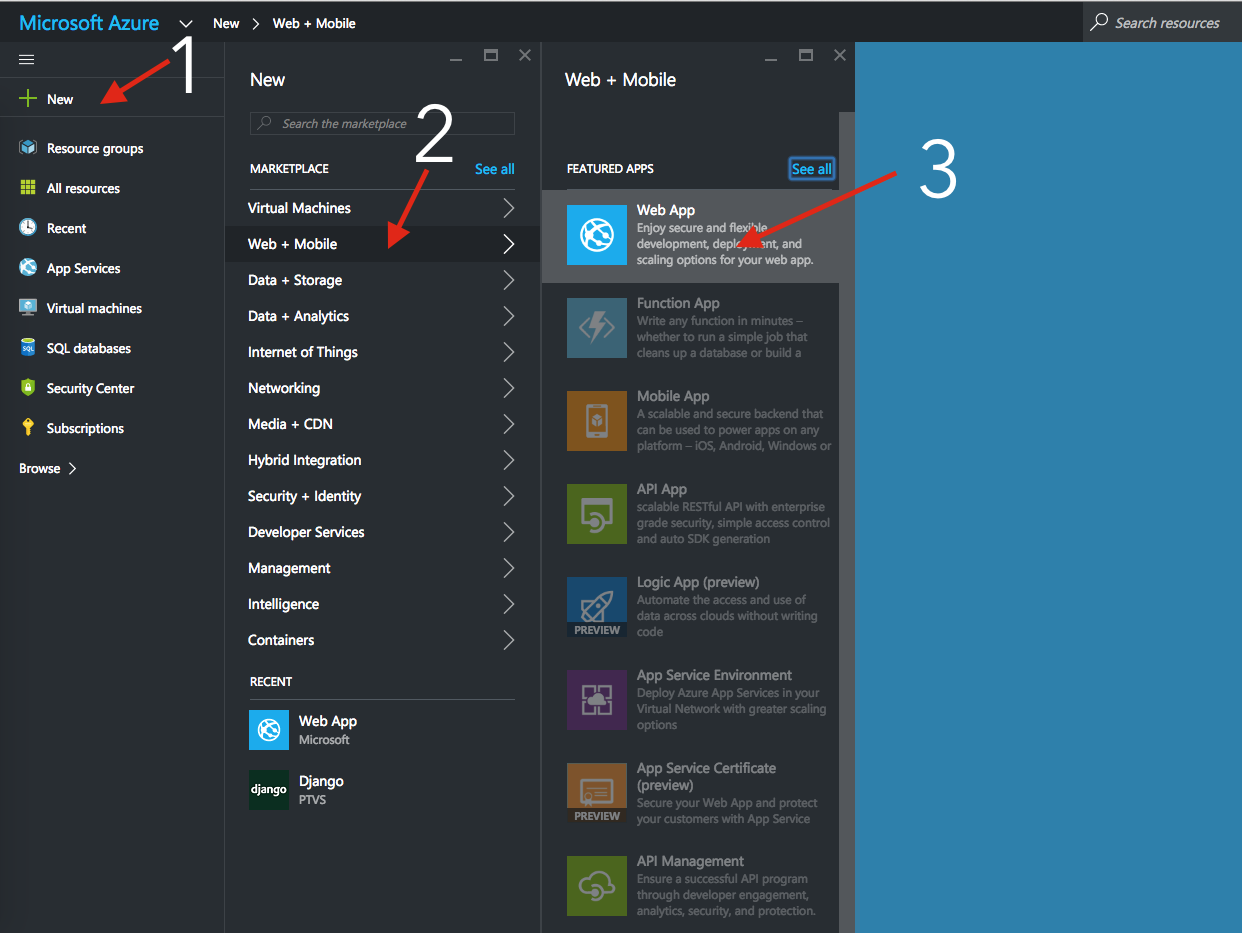 Microsoft Azure
New > Web + Mobile
Search resources
1
New
Resource groups
All resources
Recent
App Services
Virtual machines
SQL
SQL databases
Security Center
Subscriptions
Browse >
New
Search the marketplace
2
MARKETPLACE
See all
Virtual Machines
Web + Mobile
Data + Storage
Data + Analytics
Internet of Things
Networking
Media + CDN
Hybrid Integration
Security + Identity
Developer Services
Management
Intelligence
Containers
RECENT
Web App
Microsoft
django
Django
PTVS
Web + Mobile
3
FEATURED APPS
See all
Web App
Enjoy secure and flexible
development, deployment, and
scaling options for your web app.
Function App
Write any function in minutes –
whether to run a simple job that
cleans up a database or build a
Mobile App
A scalable and secure backend that
can be used to power apps on any
platform – iOS, Android, Windows or
API App
scalable RESTful API with enterprise
grade security, simple access control
and auto SDK generation
Logic App (preview)
Automate the access and use of
data across clouds without writing
code
PREVIEW
App Service Environment
Deploy Azure App Services in your
Virtual Network with greater scaling
options
App Service Certificate
(preview)
Secure your Web App and protect
your customers with App Service
PREVIEW
API Management
Ensure a successful API program
through developer engagement,
analytics, security, and protection.